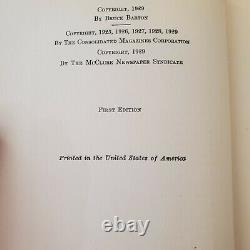 COPYRIGHT, 1929
BY BRUCE BARTON
COPYRIGHT, 1925, 1926, 1927, 1928, 1929
BY THE CONSOLIDATED MAGAZINES CORPORATION
COPYRIGHT, 1929
BY THE MCCLURE NEWSPAPER SYNDICATE
FIRST EDITION
Printed in the United States of America